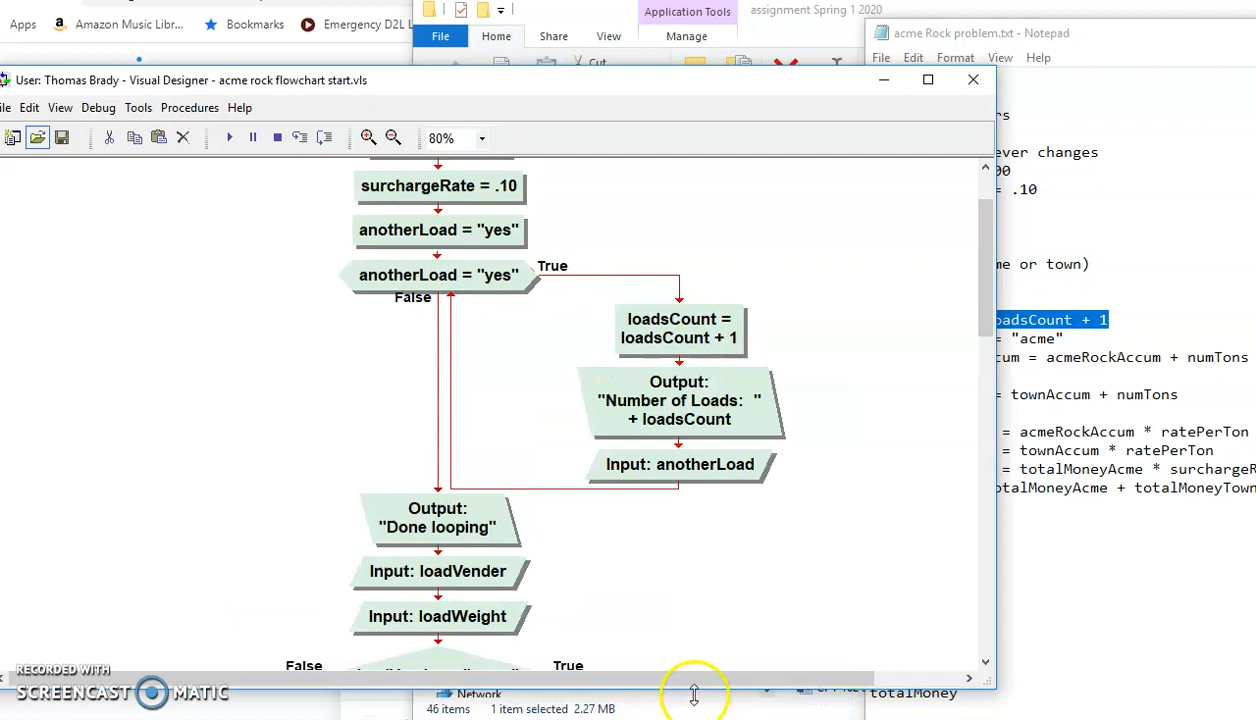 Apps
Amazon Music Libr...
Bookmarks
Emergency D2L
Application Tools
assignment Spring 1 2020
File
Home
Share
View
Manage
Cut
acme Rock problem.txt - Notepad
File
Edit
Format
View
Help
User: Thomas Brady - Visual Designer - acme rock flowchart start.vls
ile
Edit
View
Debug
Tools
Procedures
Help
80%
surchargeRate = .10
anotherLoad = "yes"
anotherLoad = "yes"
True
False
loadsCount =
loadsCount + 1
Output:
"Number of Loads:  "
+ loadsCount
Input: anotherLoad
Output:
"Done looping"
Input: loadVender
Input: loadWeight
False
True
rs
ever changes
00
= .10
me or town)
oadsCount + 1
= "acme"
cum = acmeRockAccum + numTons
= townAccum + numTons
= acmeRockAccum * ratePerTon
= townAccum * ratePerTon
= totalMoneyAcme * surchargeR
otalMoneyAcme + totalMoneyTown
totalMoney
Network
46 items
1 item selected 2.27 MB
RECORDED WITH
SCREENCAST MATIC